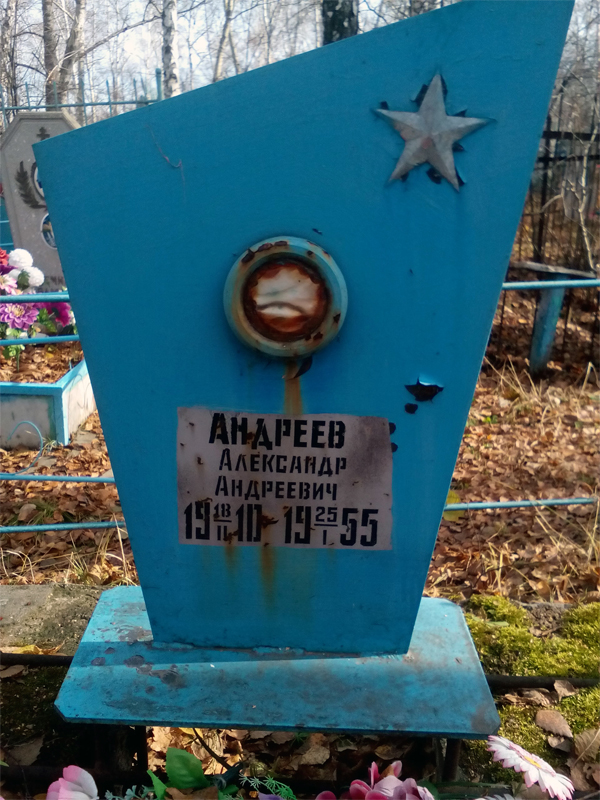 АНДРЕЕВ
АЛЕКСАНДР
АНДРЕЕВИЧ
19 18/II 10 - 19 25/I 55